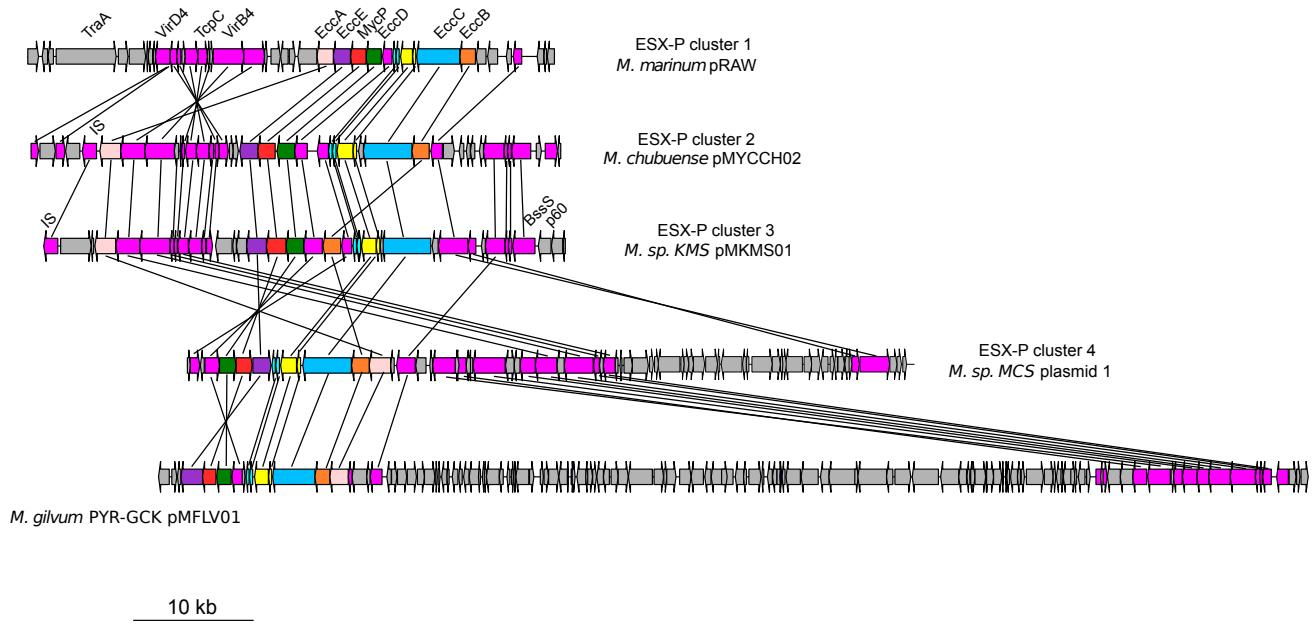 TraA
VirD4
TcpC
VirB4
EccA
EccE
MycP
EccD
EccC
EccB
ESX-P cluster 1
M. marinum pRAW
IS
ESX-P cluster 2
M. chubuense pMYCCH02
IS
BssS
p60
ESX-P cluster 3
M. sp. KMS pMKMS01
ESX-P cluster 4
M. sp. MCS plasmid 1
M. gilvum PYR-GCK pMFLV01
10 kb